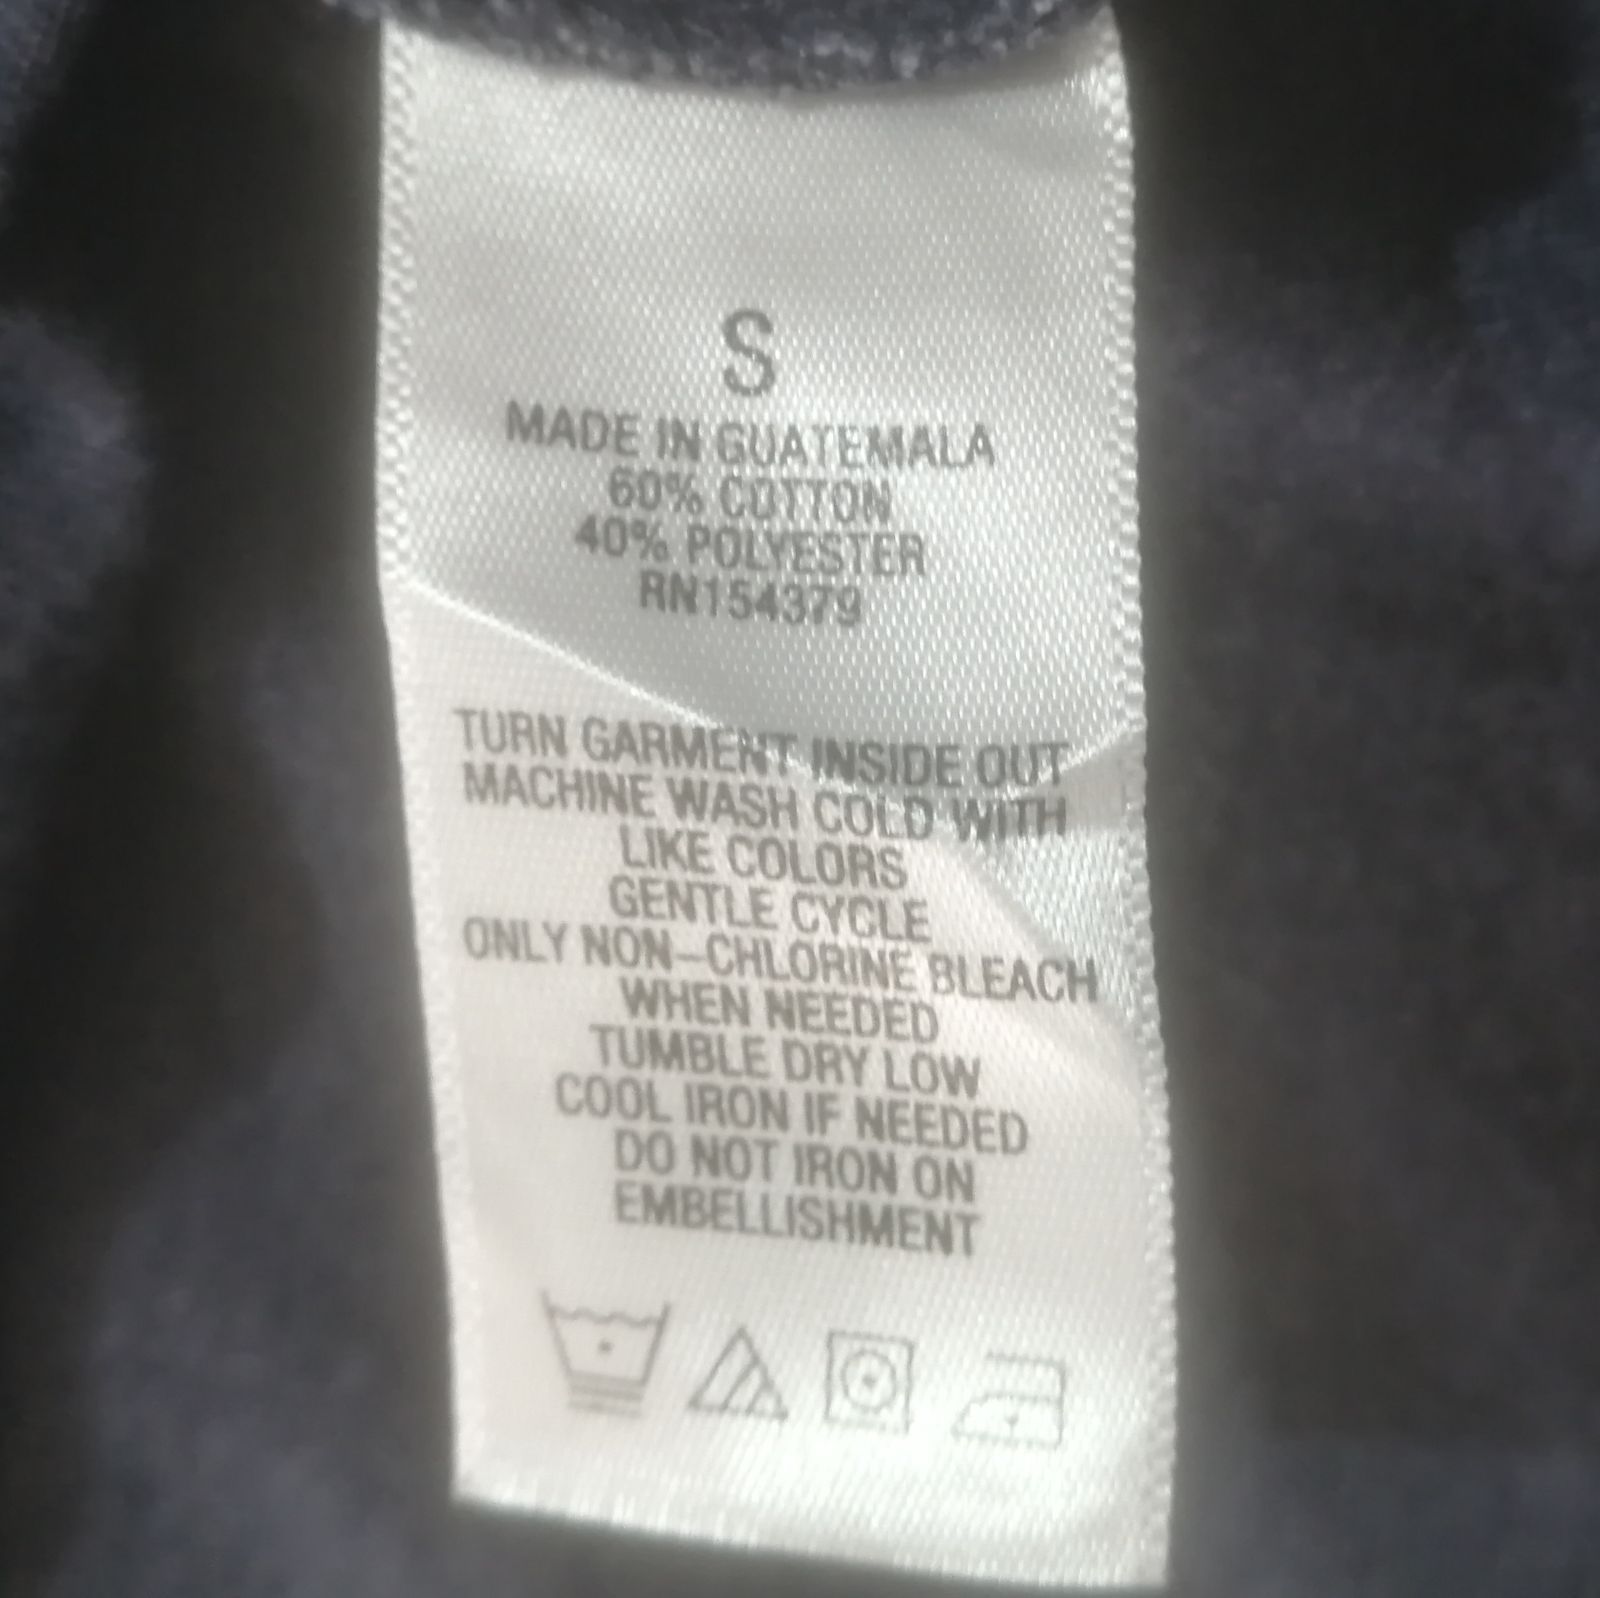 S
MADE IN GUATEMALA
60% COTTON
40% POLYESTER
RN154379
TURN GARMENT INSIDE OUT
MACHINE WASH COLD WITH
LIKE COLORS
GENTLE CYCLE
ONLY NON-CHLORINE BLEACH
WHEN NEEDED
TUMBLE DRY LOW
COOL IRON IF NEEDED
DO NOT IRON ON
EMBELLISHMENT